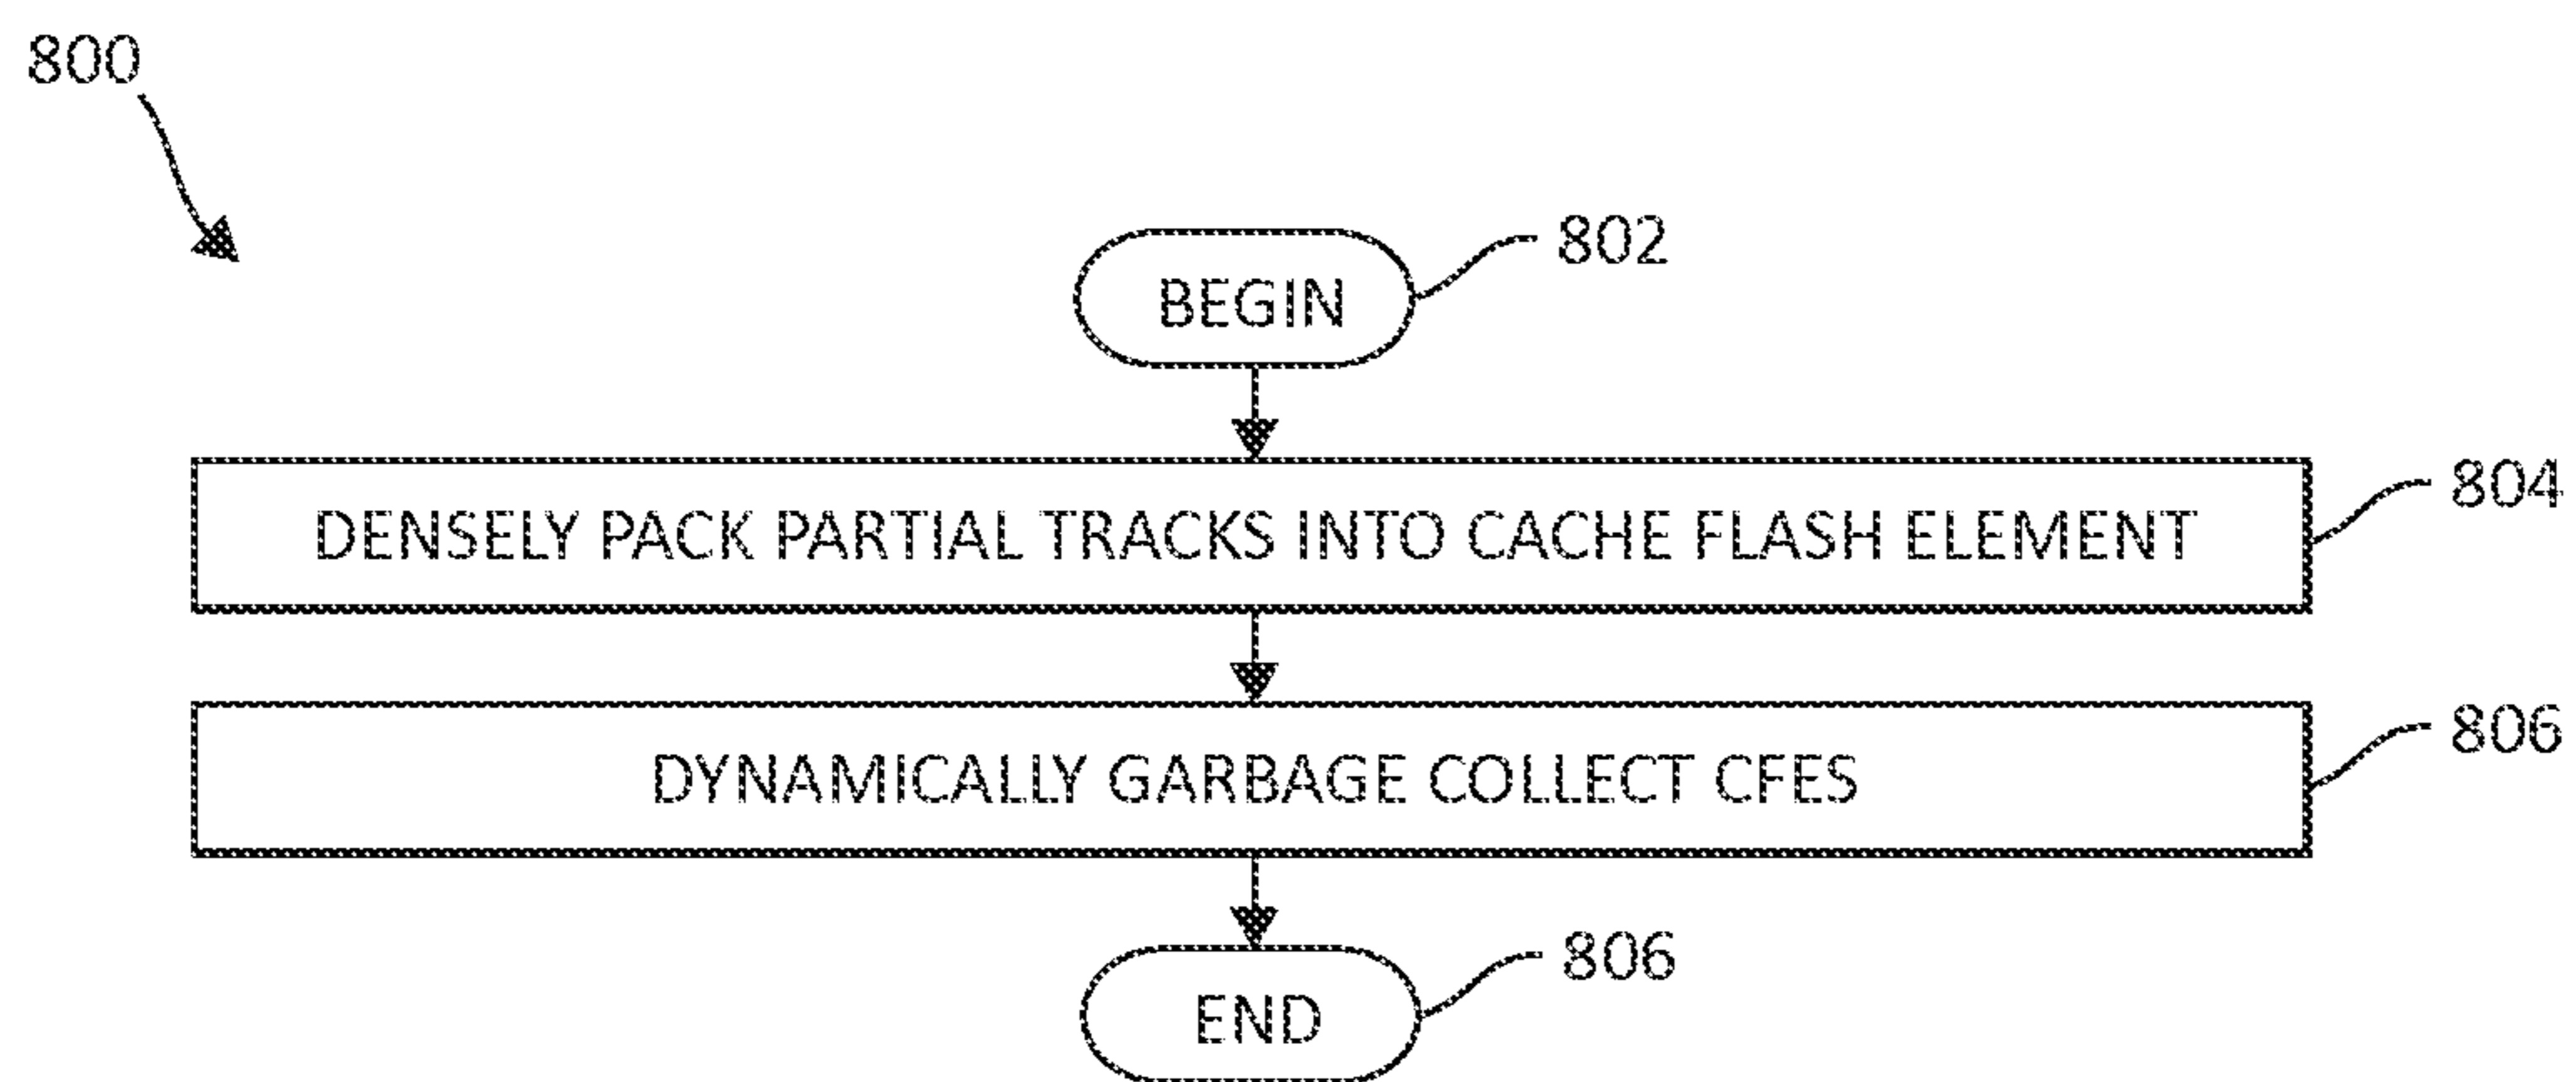 800
BEGIN
802
DENSELY PACK PARTIAL TRACKS INTO CACHE FLASH ELEMENT
804
DYNAMICALLY GARBAGE COLLECT CFES
806
END
806